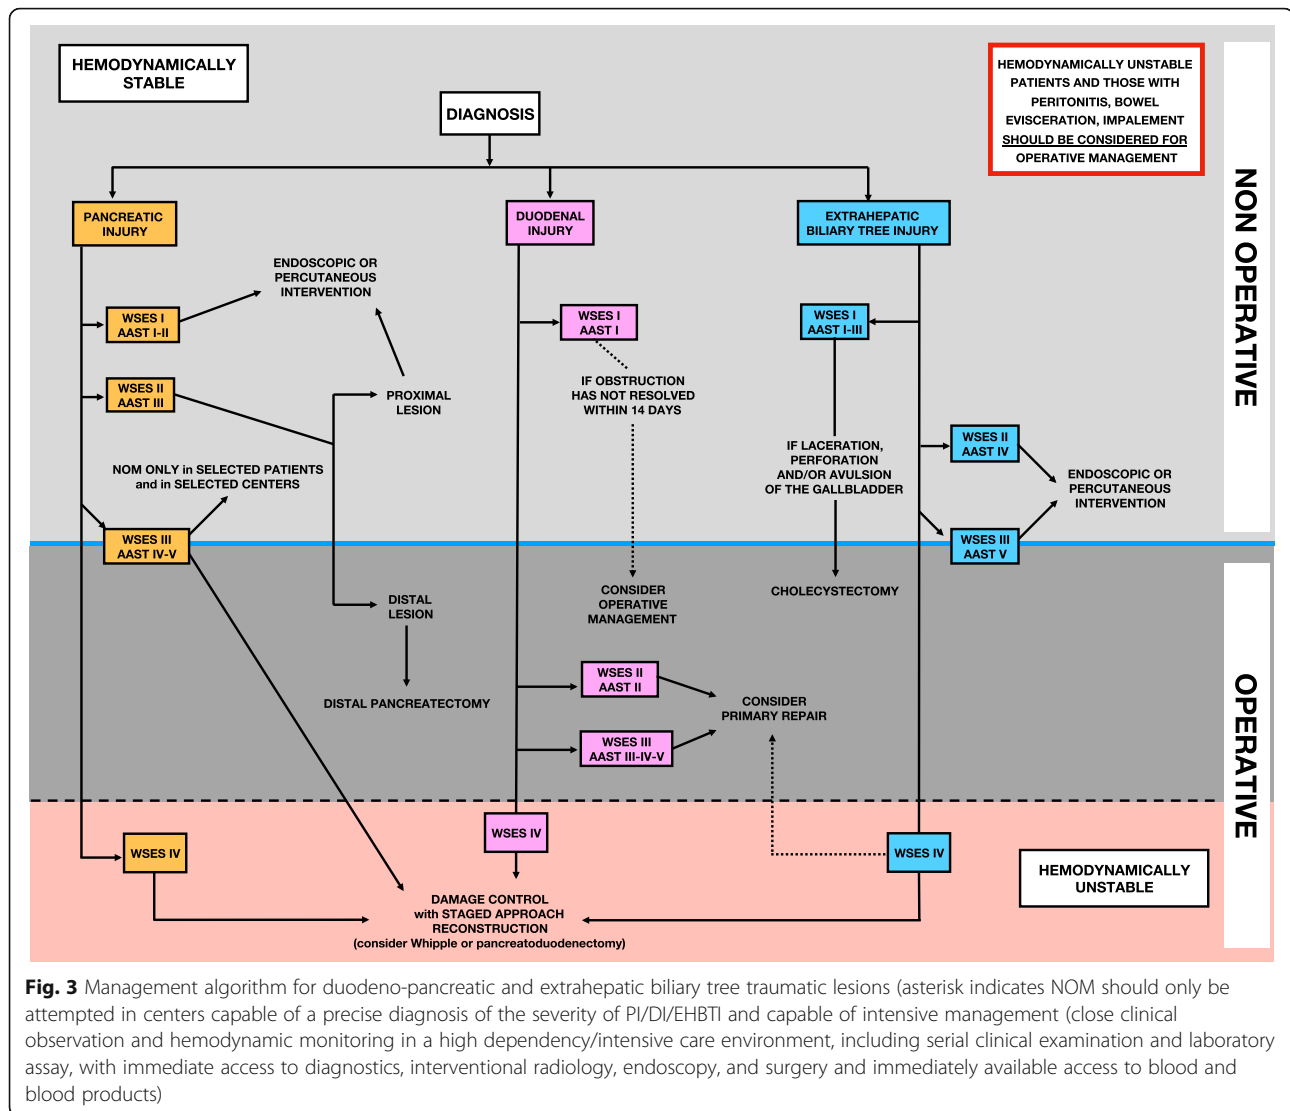 HEMODYNAMICALLY
STABLE
HEMODYNAMICALLY UNSTABLE
PATIENTS AND THOSE WITH
PERITONITIS, BOWEL
EVISCERATION, IMPALEMENT
SHOULD BE CONSIDERED FOR
OPERATIVE MANAGEMENT
NON OPERATIVE
DIAGNOSIS
PANCREATIC
INJURY
DUODENAL
INJURY
EXTRAHEPATIC
BILIARY TREE INJURY
ENDOSCOPIC OR
PERCUTANEOUS
INTERVENTION
WSES I
AAST I-II
WSES I
AAST I
WSES I
AAST I-III
WSES II
AAST III
PROXIMAL
LESION
IF OBSTRUCTION
HAS NOT RESOLVED
WITHIN 14 DAYS
WSES II
AAST IV
IF LACERATION,
PERFORATION
AND/OR AVULSION
OF THE GALLBLADDER
NOM ONLY in SELECTED PATIENTS
and in SELECTED CENTERS
ENDOSCOPIC OR
PERCUTANEOUS
INTERVENTION
WSES III
AAST IV-V
WSES III
AAST V
DISTAL
LESION
CONSIDER
OPERATIVE
MANAGEMENT
CHOLECYSTECTOMY
OPERATIVE
WSES II
AAST II
DISTAL PANCREATECTOMY
CONSIDER
PRIMARY REPAIR
WSES III
AAST III-IV-V
WSES IV
WSES IV
WSES IV
HEMODYNAMICALLY
UNSTABLE
DAMAGE CONTROL
with STAGED APPROACH
RECONSTRUCTION
(consider Whipple or pancreatoduodenectomy)
Fig. 3 Management algorithm for duodeno-pancreatic and extrahepatic biliary tree traumatic lesions (asterisk indicates NOM should only be
attempted in centers capable of a precise diagnosis of the severity of PI/DI/EHBTI and capable of intensive management (close clinical
observation and hemodynamic monitoring in a high dependency/intensive care environment, including serial clinical examination and laboratory
assay, with immediate access to diagnostics, interventional radiology, endoscopy, and surgery and immediately available access to blood and
blood products)